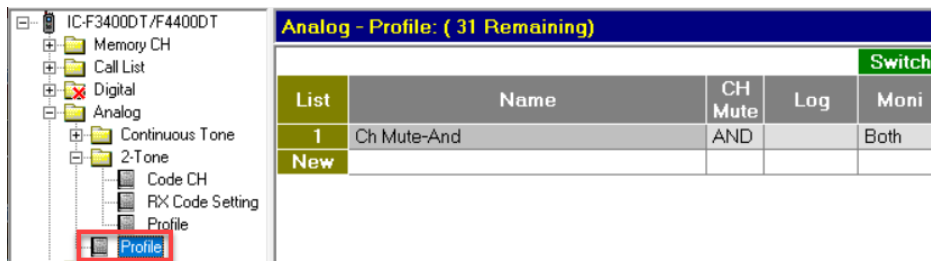 IC-F3400DT/F4400DT
Memory CH
Call List
Digital
Analog
Continuous Tone
2-Tone
Code CH
RX Code Setting
Profile
Profile
Analog - Profile: ( 31 Remaining)
Switch
List Name CH Mute Log Moni
1 Ch Mute-And AND Both
New